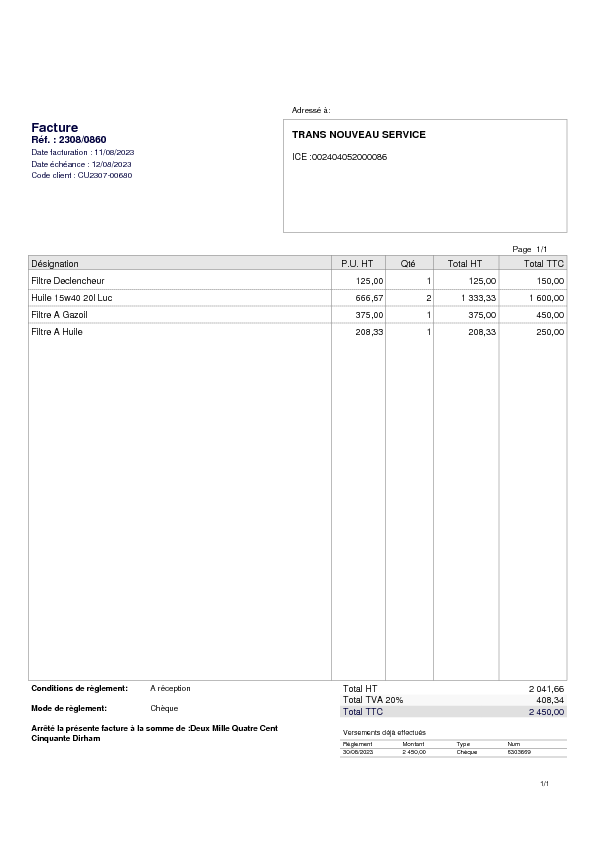 Adressé à:
Facture
Réf. : 2308/0860
Date facturation : 11/08/2023
Date échéance : 12/08/2023
Code client : CU2307-00680
TRANS NOUVEAU SERVICE
ICE :002404052000086
Page 1/1
Désignation P.U. HT Qté Total HT Total TTC
Filtre Declencheur 125,00 1 125,00 150,00
Huile 15w40 20l Luc 666,67 2 1 333,33 1 600,00
Filtre A Gazoil 375,00 1 375,00 450,00
Filtre A Huile 208,33 1 208,33 250,00
Conditions de règlement: A réception
Mode de règlement: Chèque
Arrêté la présente facture à la somme de :Deux Mille Quatre Cent
Cinquante Dirham
Total HT 2 041,66
Total TVA 20% 408,34
Total TTC 2 450,00
Versements déjà effectués
Règlement Montant Type Num
30/08/2023 2 450,00 Chèque 6303669
1/1